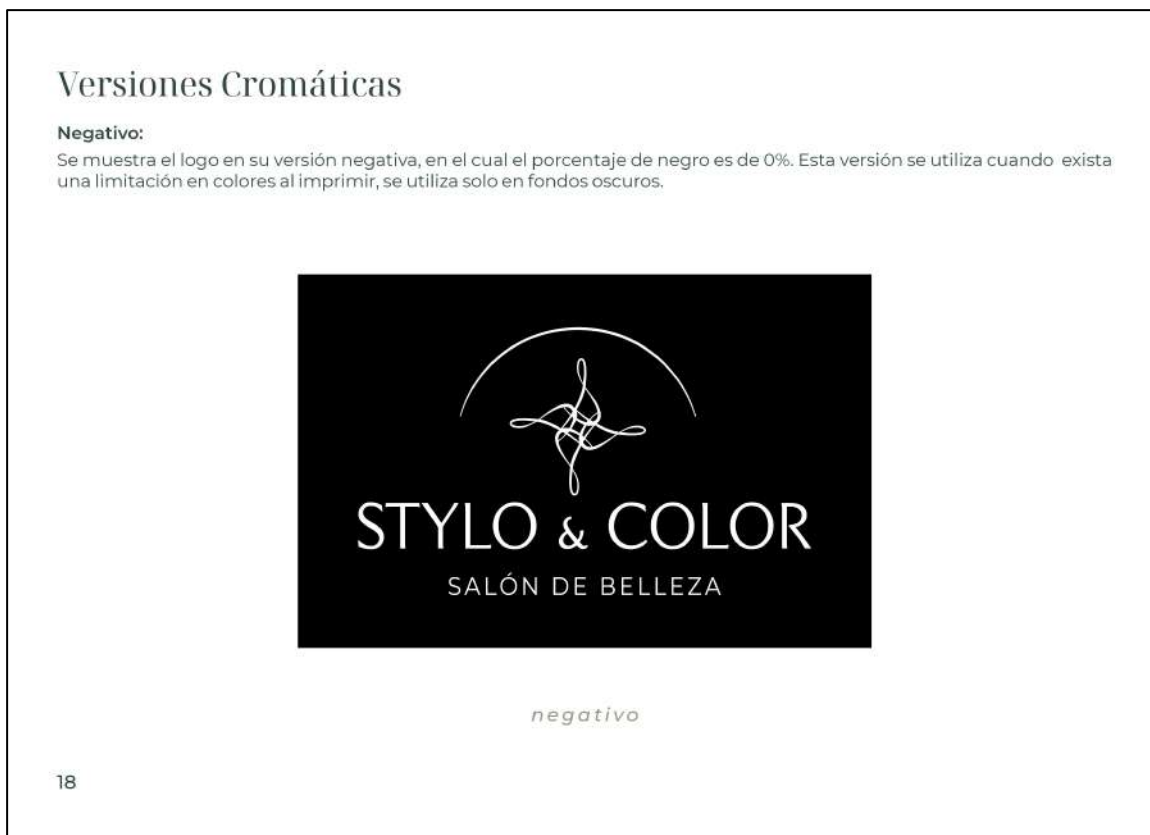 Versiones Cromáticas
Negativo:
Se muestra el logo en su versión negativa, en el cual el porcentaje de negro es de 0%. Esta versión se utiliza cuando exista
una limitación en colores al imprimir, se utiliza solo en fondos oscuros.
STYLO & COLOR
SALÓN DE BELLEZA
negativo
18